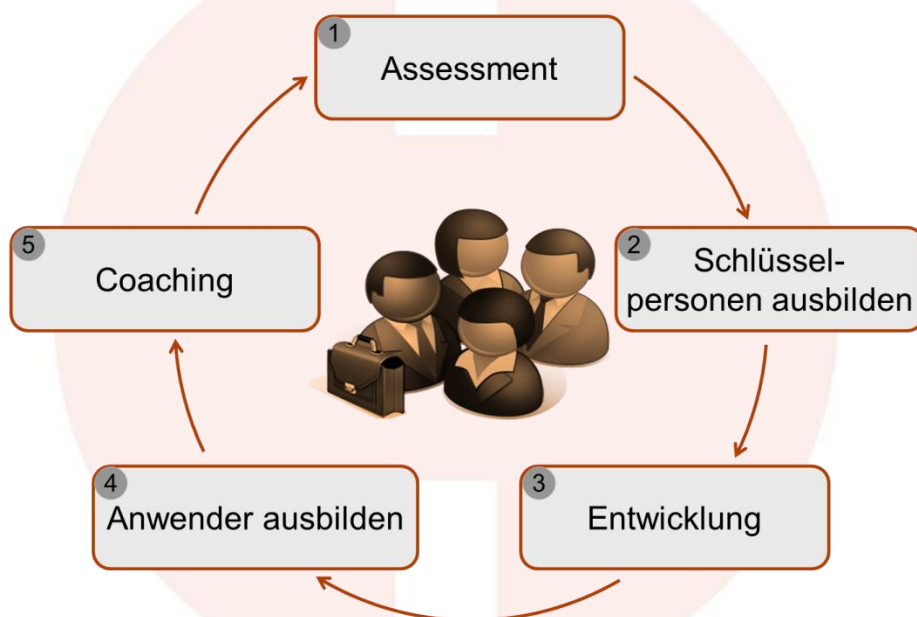 1
Assessment
2
Schlüssel-
personen ausbilden
3
Entwicklung
4
Anwender ausbilden
5
Coaching